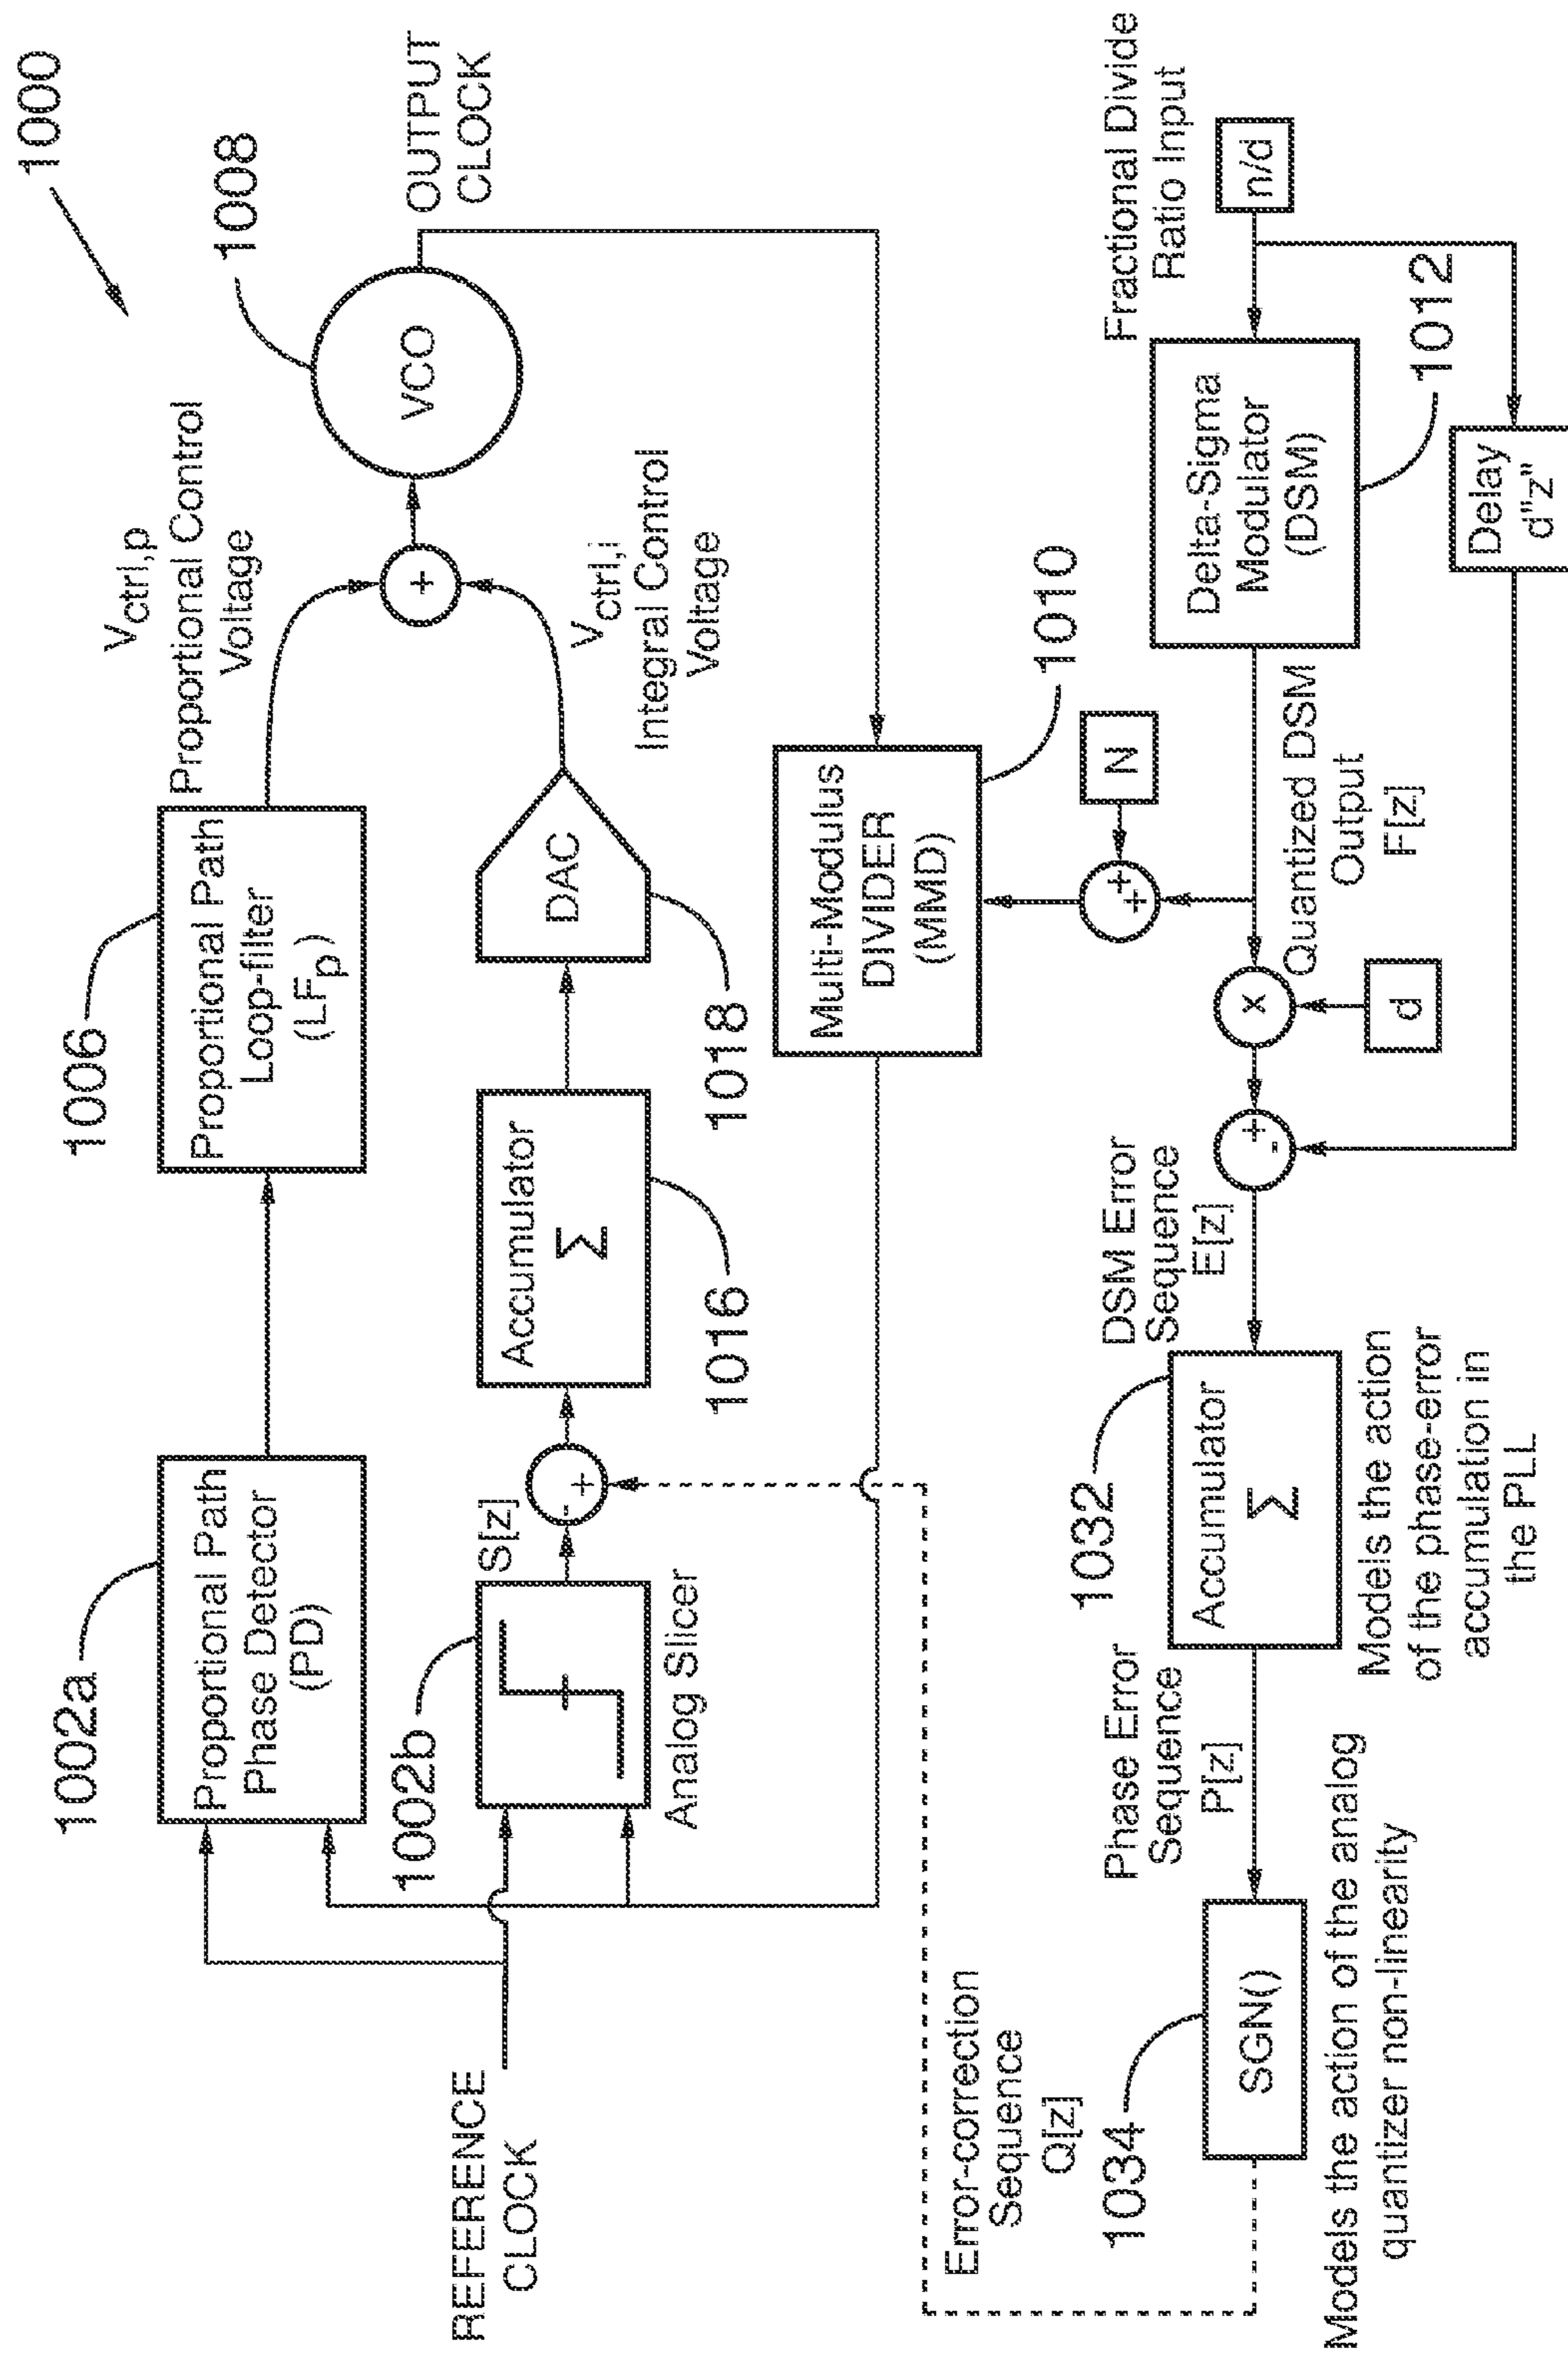 1000
1002a
Proportional Path
Phase Detector
(PD)
1006
Proportional Path
Loop-filter
(LFp)
Vctrl,p
Proportional Control
Voltage
1008
VCO
+
OUTPUT
CLOCK
REFERENCE
CLOCK
1002b
Analog Slicer
S[z]
- +
Accumulator
Σ
1016
DAC
1018
Vctrl,i
Integral Control
Voltage
Multi-Modulus
DIVIDER
(MMD)
1010
N
+ +
Error-correction
Sequence
Q[z]
1034
SGN()
Models the action of the analog
quantizer non-linearity
Phase Error
Sequence
P[z]
1032
Accumulator
Σ
Models the action
of the phase-error
accumulation in
the PLL
DSM Error
Sequence
E[z]
- +
x
d
Quantized DSM
Output
F[z]
Delta-Sigma
Modulator
(DSM)
1012
Fractional Divide
Ratio Input
n/d
Delay
d"z"